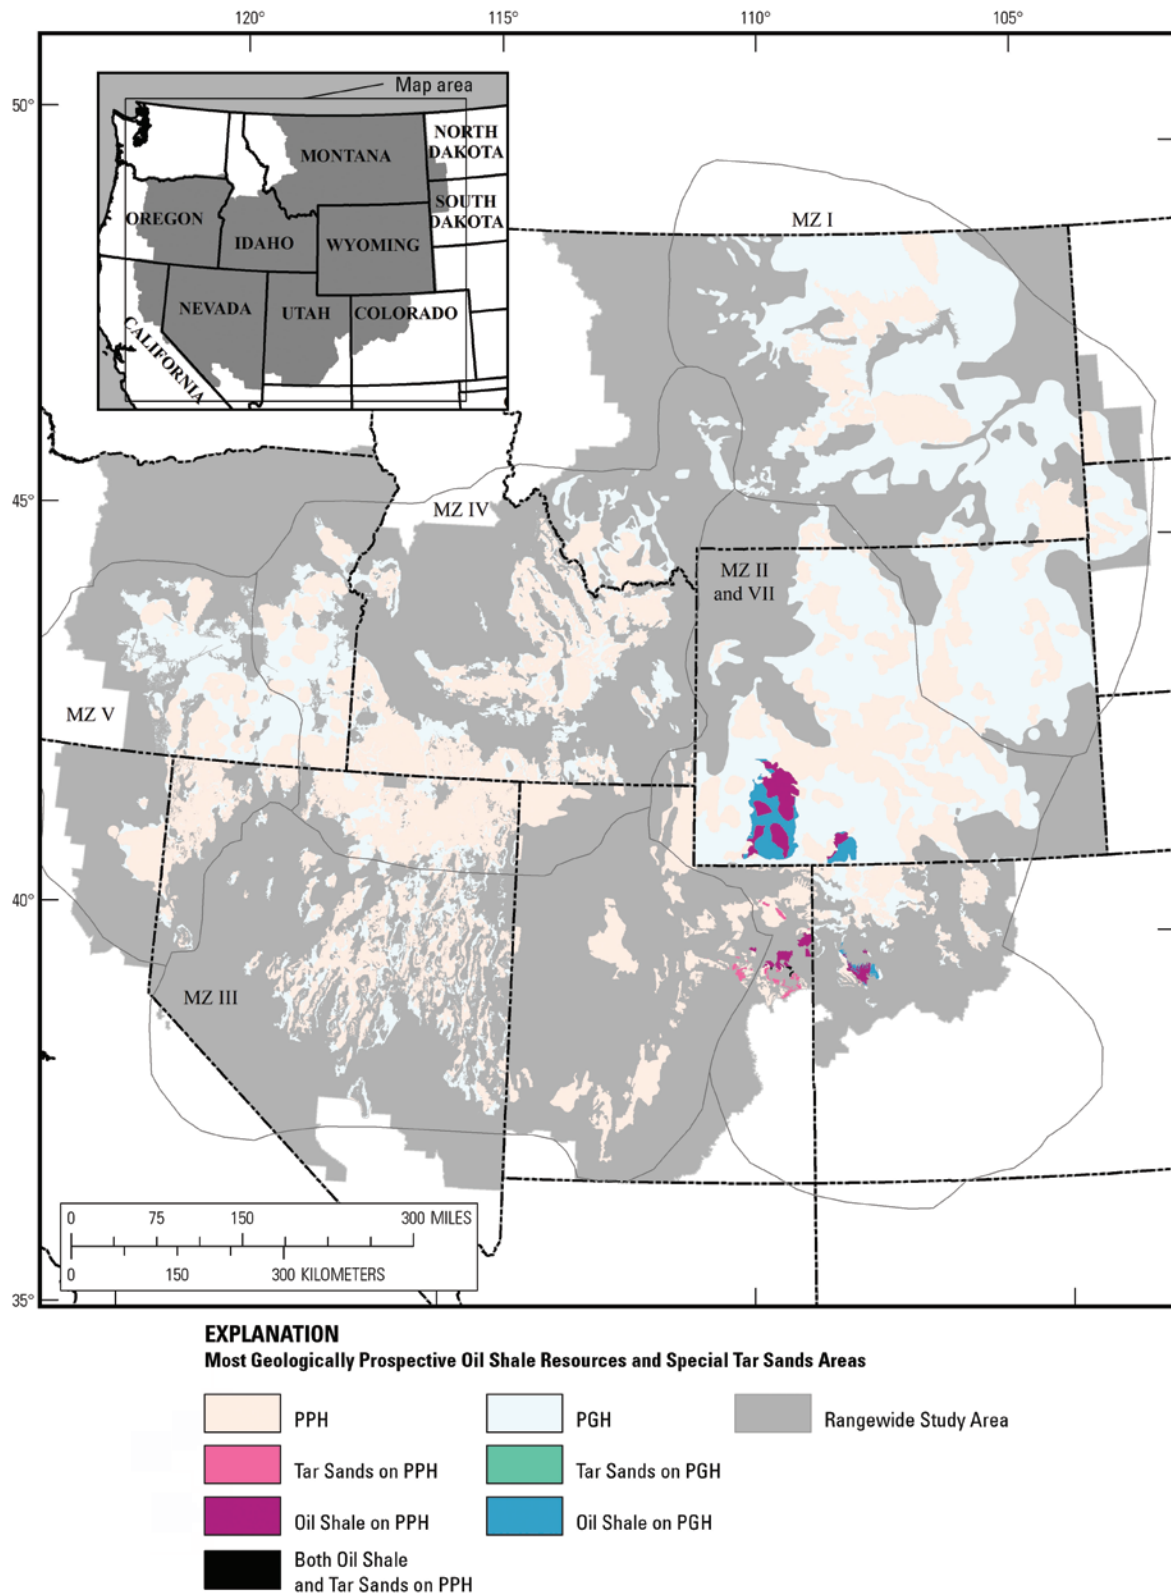 120° 115° 110° 105°
50°
45°
40°
35°
Map area
NORTH
DAKOTA
MONTANA
SOUTH
DAKOTA
OREGON
IDAHO
WYOMING
NEVADA
UTAH
COLORADO
CALIFORNIA
MZ I
MZ IV
MZ II
and VII
MZ V
MZ III
0 75 150 300 MILES
0 150 300 KILOMETERS
EXPLANATION
Most Geologically Prospective Oil Shale Resources and Special Tar Sands Areas
PPH PGH Rangewide Study Area
Tar Sands on PPH Tar Sands on PGH
Oil Shale on PPH Oil Shale on PGH
Both Oil Shale
and Tar Sands on PPH